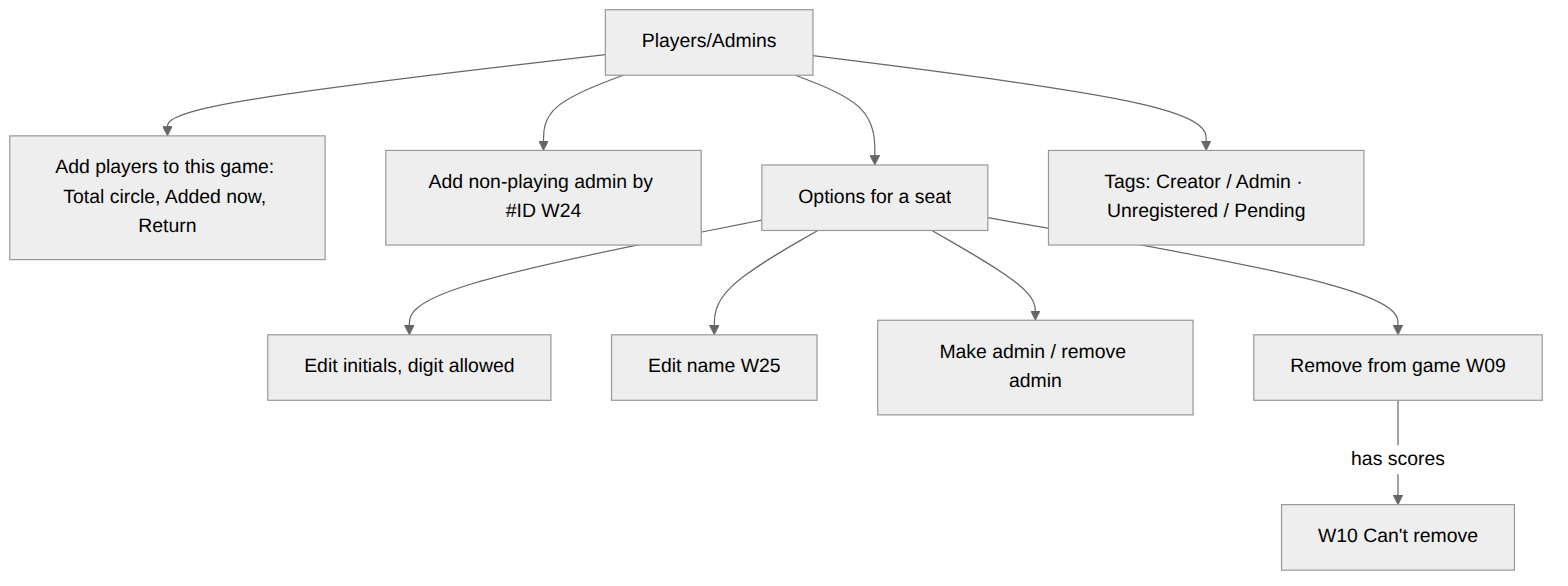 Players/Admins
Add players to this game:
Total circle, Added now,
Return
Add non-playing admin by
#ID W24
Options for a seat
Tags: Creator / Admin ·
Unregistered / Pending
Edit initials, digit allowed
Edit name W25
Make admin / remove
admin
Remove from game W09
has scores
W10 Can't remove